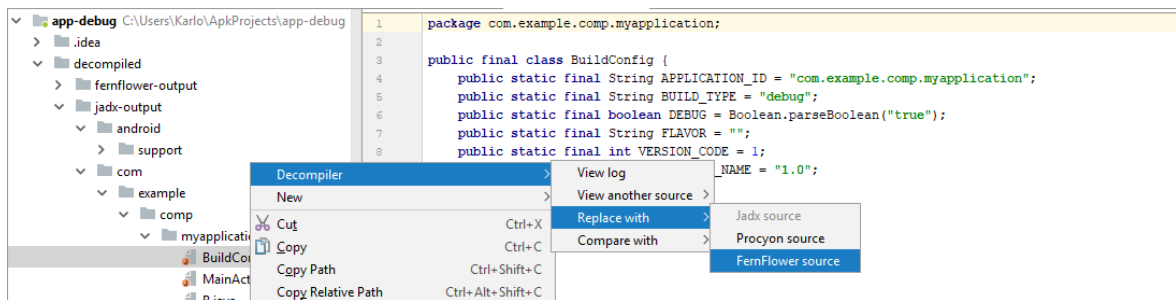 app-debug C:\Users\Karlo\ApkProjects\app-debug
.idea
decompiled
fernflower-output
jadx-output
android
support
com
example
comp
BuildCon
MainAct
1 package com.example.comp.myapplication;
2
3 public final class BuildConfig {
4 public static final String APPLICATION_ID = "com.example.comp.myapplication";
5 public static final String BUILD_TYPE = "debug";
6 public static final boolean DEBUG = Boolean.parseBoolean("true");
7 public static final String FLAVOR = "";
8 public static final int VERSION_CODE = 1;
_NAME = "1.0";
Decompiler
New
Cut Ctrl+X
Copy Ctrl+C
Copy Path Ctrl+Shift+C
Copy Relative Path Ctrl+Alt+Shift+C
View log
View another source
Replace with
Compare with
Jadx source
Procyon source
FernFlower source